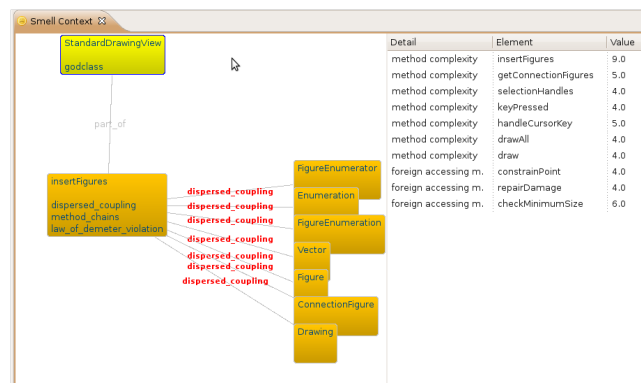 Smell Context
StandardDrawingView
godclass
part_of
insertFigures
dispersed_coupling
method_chains
law_of_demeter_violation
dispersed_coupling
dispersed_coupling
dispersed_coupling
dispersed_coupling
dispersed_coupling
dispersed_coupling
dispersed_coupling
FigureEnumerator
Enumeration
FigureEnumeration
Vector
Figure
ConnectionFigure
Drawing
Detail Element Value
method complexity insertFigures 9.0
method complexity getConnectionFigures 5.0
method complexity selectionHandles 4.0
method complexity keyPressed 4.0
method complexity handleCursorKey 5.0
method complexity drawAll 4.0
method complexity draw 4.0
foreign accessing m. constrainPoint 4.0
foreign accessing m. repairDamage 4.0
foreign accessing m. checkMinimumSize 6.0